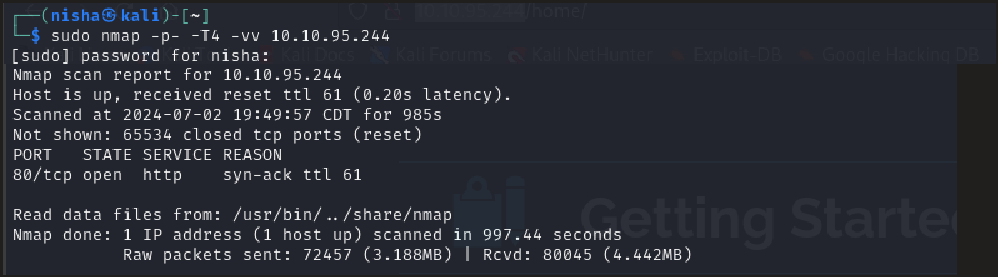 10.10.95.244/home/
┌──(nisha㉿kali)-[~]
└─$ sudo nmap -p- -T4 -vv 10.10.95.244
Kali Forums Kali NetHunter Exploit-DB Google Hacking DB
[sudo] password for nisha:
Nmap scan report for 10.10.95.244
Host is up, received reset ttl 61 (0.20s latency).
Scanned at 2024-07-02 19:49:57 CDT for 985s
Not shown: 65534 closed tcp ports (reset)
PORT   STATE SERVICE REASON
80/tcp open  http    syn-ack ttl 61
Read data files from: /usr/bin/../share/nmap
Getting Starte
Nmap done: 1 IP address (1 host up) scanned in 997.44 seconds
           Raw packets sent: 72457 (3.188MB) | Rcvd: 80045 (4.442MB)